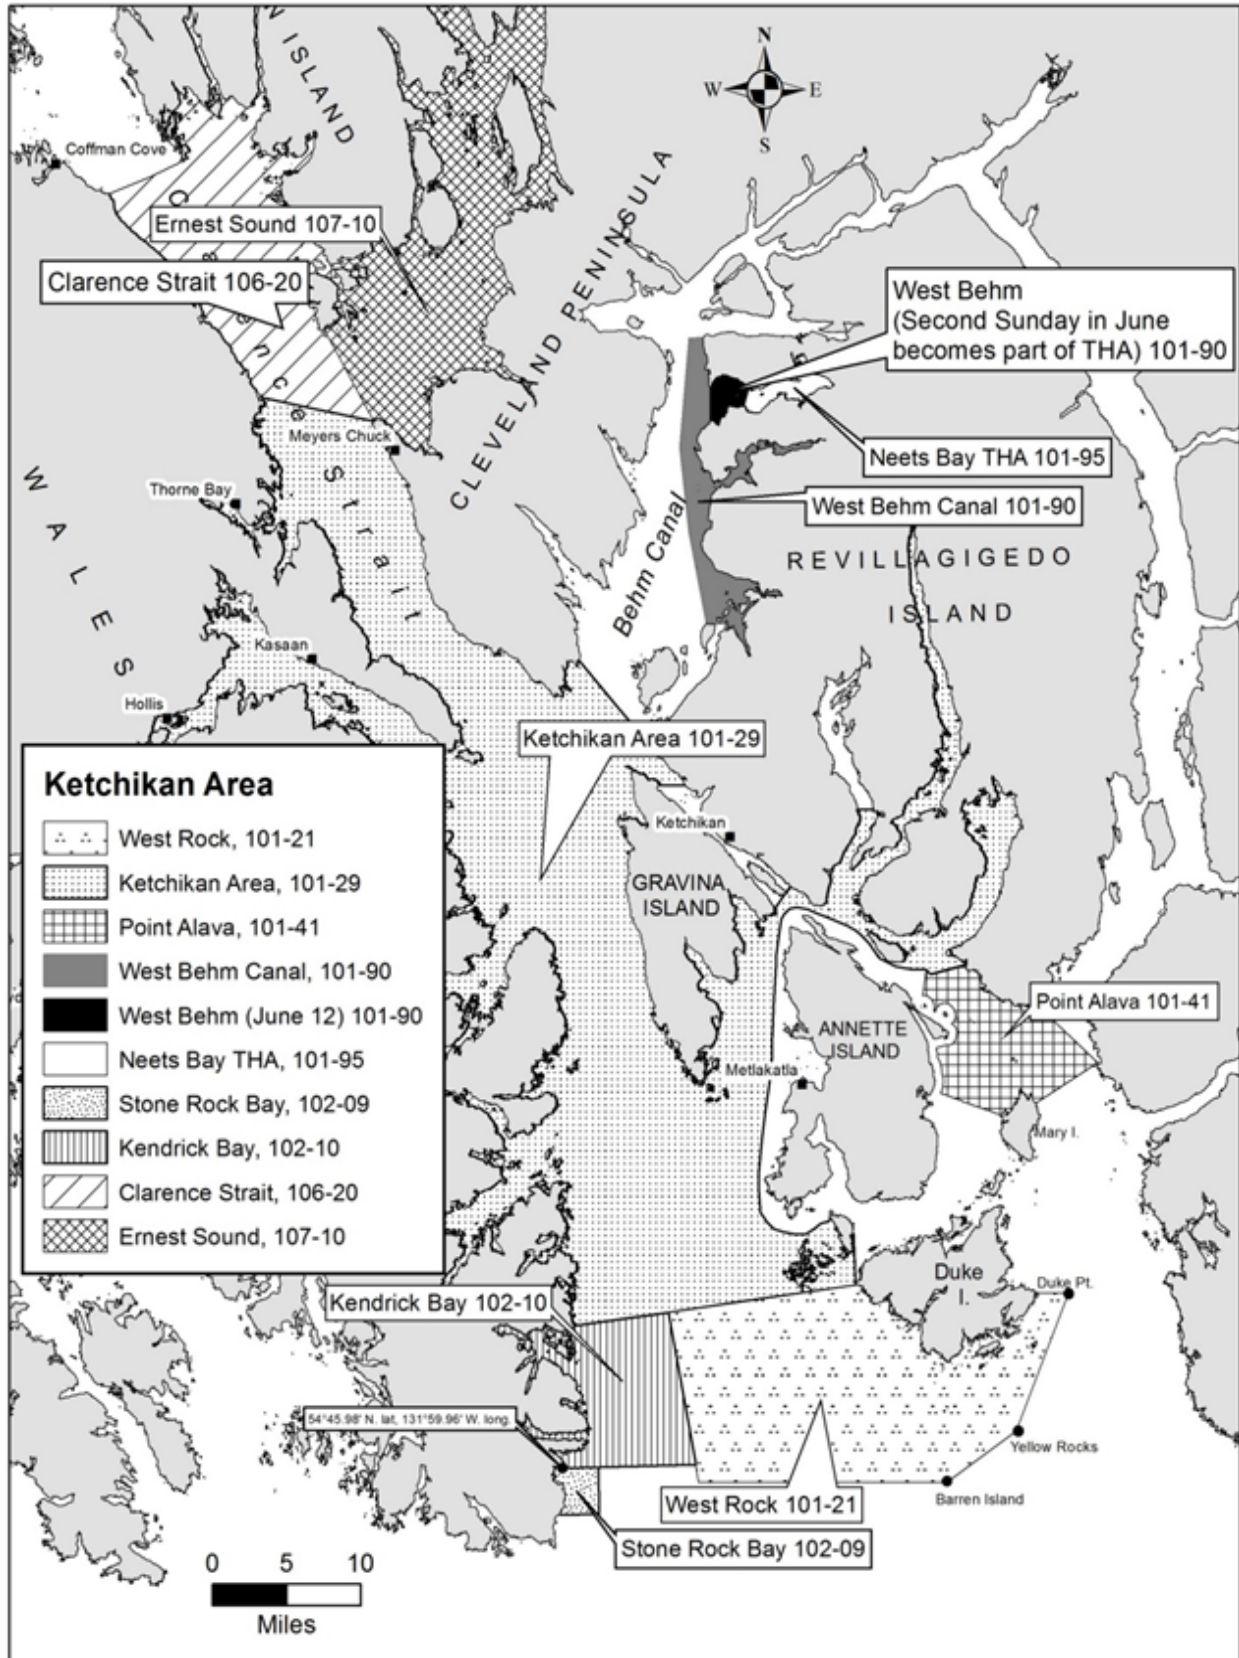 N
W E
S
N ISLAND
Coffman Cove
Ernest Sound 107-10
Clarence Strait 106-20
CLEVELAND PENINSULA
West Behm
(Second Sunday in June
becomes part of THA) 101-90
Neets Bay THA 101-95
West Behm Canal 101-90
Meyers Chuck
Thorne Bay
Strait
WALES
Behm Canal
REVILLAGIGEDO
ISLAND
Kasaan
Hollis
Ketchikan Area 101-29
Ketchikan
GRAVINA
ISLAND
Point Alava 101-41
ANNETTE
ISLAND
Metlakatla
Mary I.
Duke
I.
Duke Pt.
Kendrick Bay 102-10
54°45.98' N. lat, 131°59.96' W. long.
Yellow Rocks
Barren Island
West Rock 101-21
Stone Rock Bay 102-09
Ketchikan Area
West Rock, 101-21
Ketchikan Area, 101-29
Point Alava, 101-41
West Behm Canal, 101-90
West Behm (June 12) 101-90
Neets Bay THA, 101-95
Stone Rock Bay, 102-09
Kendrick Bay, 102-10
Clarence Strait, 106-20
Ernest Sound, 107-10
0 5 10
Miles